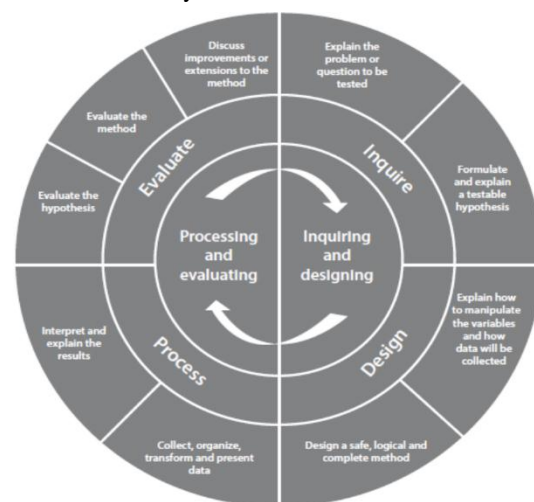 Discuss
improvements or
extensions to the
method
Explain the
problem or
question to be
tested
Evaluate the
method
Formulate
and explain
a testable
hypothesis
Evaluate the
hypothesis
Evaluate
Inquire
Processing
and
evaluating
Inquiring
and
designing
Interpret and
explain the
results
Explain how
to manipulate
the variables
and how
data will be
collected
Process
Design
Collect, organize,
transform and present
data
Design a safe, logical and
complete method